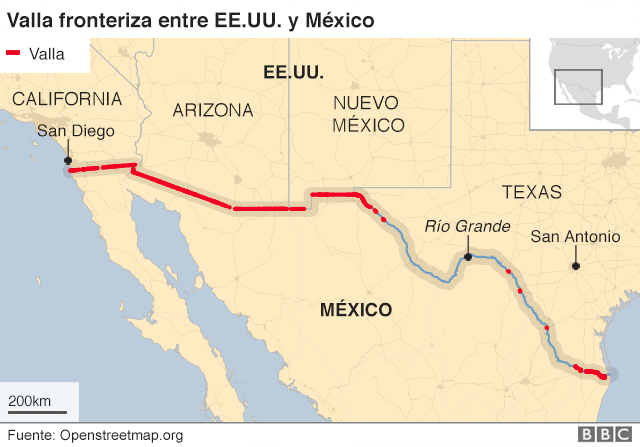 Valla fronteriza entre EE.UU. y México
Valla
EE.UU.
CALIFORNIA
ARIZONA
NUEVO
MÉXICO
San Diego
TEXAS
Río Grande
San Antonio
MÉXICO
200km
Fuente: Openstreetmap.org
BBC